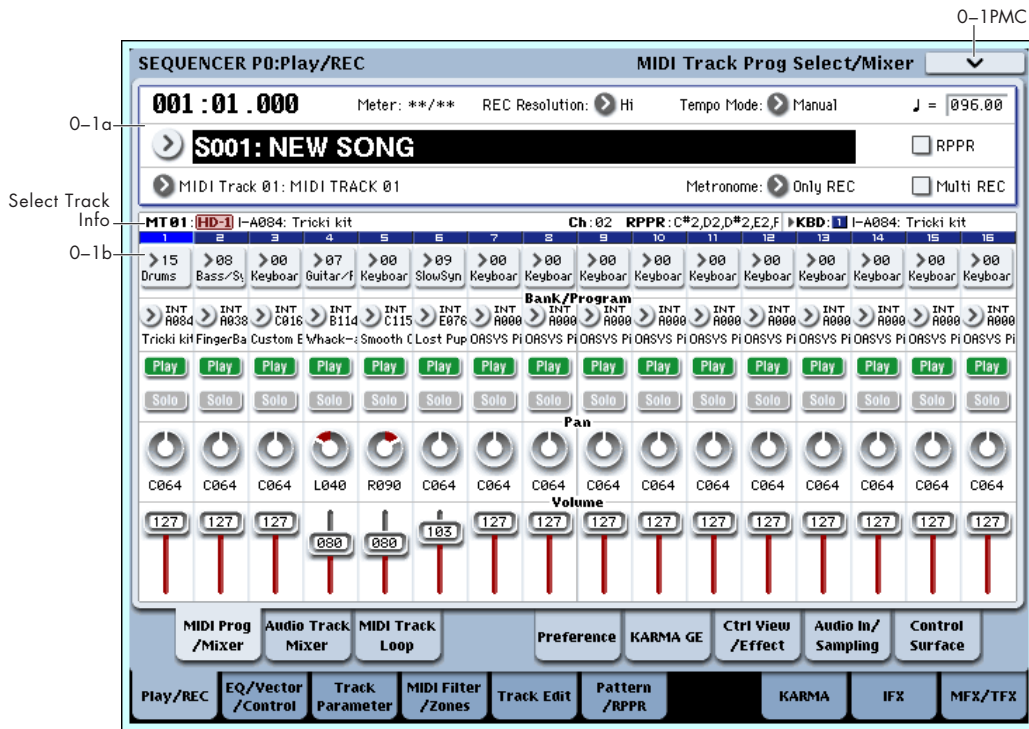 0–1PMC
SEQUENCER P0:Play/REC MIDI Track Prog Select/Mixer
001:01.000 Meter: **/** REC Resolution: Hi Tempo Mode: Manual ♩ = 096.00
0–1a
S001: NEW SONG RPPR
MIDI Track 01: MIDI TRACK 01 Metronome: Only REC Multi REC
Select Track
Info
MT01: HD-1 I-A084: Tricki kit Ch:02 RPPR:C#2,D2,D#2,E2,F KBD: 1 I-A084: Tricki kit
1 2 3 4 5 6 7 8 9 10 11 12 13 14 15 16
0–1b
15 08 00 07 00 09 00 00 00 00 00 00 00 00 00 00
Drums Bass/Sy Keyboar Guitar/F Keyboar SlowSyn Keyboar Keyboar Keyboar Keyboar Keyboar Keyboar Keyboar Keyboar Keyboar Keyboar
Bank/Program
INT INT INT INT INT INT INT INT INT INT INT INT INT INT INT INT
A084 A038 C016 B114 C115 E076 A000 A000 A000 A000 A000 A000 A000 A000 A000 A000
Tricki kit FingerBa Custom E Whack-a Smooth C Lost Pup OASYS Pi OASYS Pi OASYS Pi OASYS Pi OASYS Pi OASYS Pi OASYS Pi OASYS Pi OASYS Pi OASYS Pi
Play Play Play Play Play Play Play Play Play Play Play Play Play Play Play Play
Solo Solo Solo Solo Solo Solo Solo Solo Solo Solo Solo Solo Solo Solo Solo Solo
Pan
C064 C064 C064 L040 R090 C064 C064 C064 C064 C064 C064 C064 C064 C064 C064 C064
Volume
127 127 127 080 080 103 127 127 127 127 127 127 127 127 127 127
MIDI Prog /Mixer
Audio Track Mixer
MIDI Track Loop
Preference
KARMA GE
Ctrl View /Effect
Audio In/ Sampling
Control Surface
Play/REC
EQ/Vector /Control
Track Parameter
MIDI Filter /Zones
Track Edit
Pattern /RPPR
KARMA
IFX
MFX/TFX